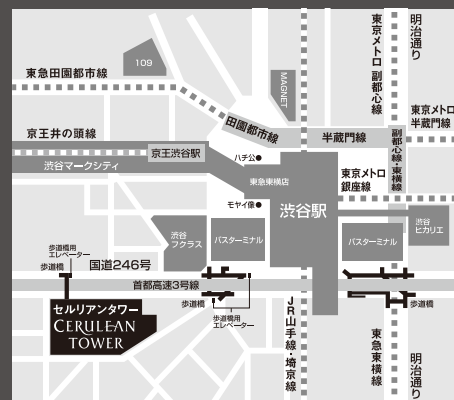 109
MAGNET
東急田園都市線
東京メトロ 副都心線
明治通り
東京メトロ
半蔵門線
京王井の頭線
田園都市線
半蔵門線
副都心線・東横線
京王渋谷駅
ハチ公
渋谷マークシティ
東急東横店
東京メトロ
銀座線
モヤイ像
渋谷駅
渋谷
フクラス
バスターミナル
バスターミナル
渋谷
ヒカリエ
歩道橋用
エレベーター
歩道橋
国道246号
首都高速3号線
歩道橋
歩道橋
セルリアンタワー
CERULEAN
TOWER
歩道橋用
エレベーター
JR山手線・埼京線
東急東横線
明治通り